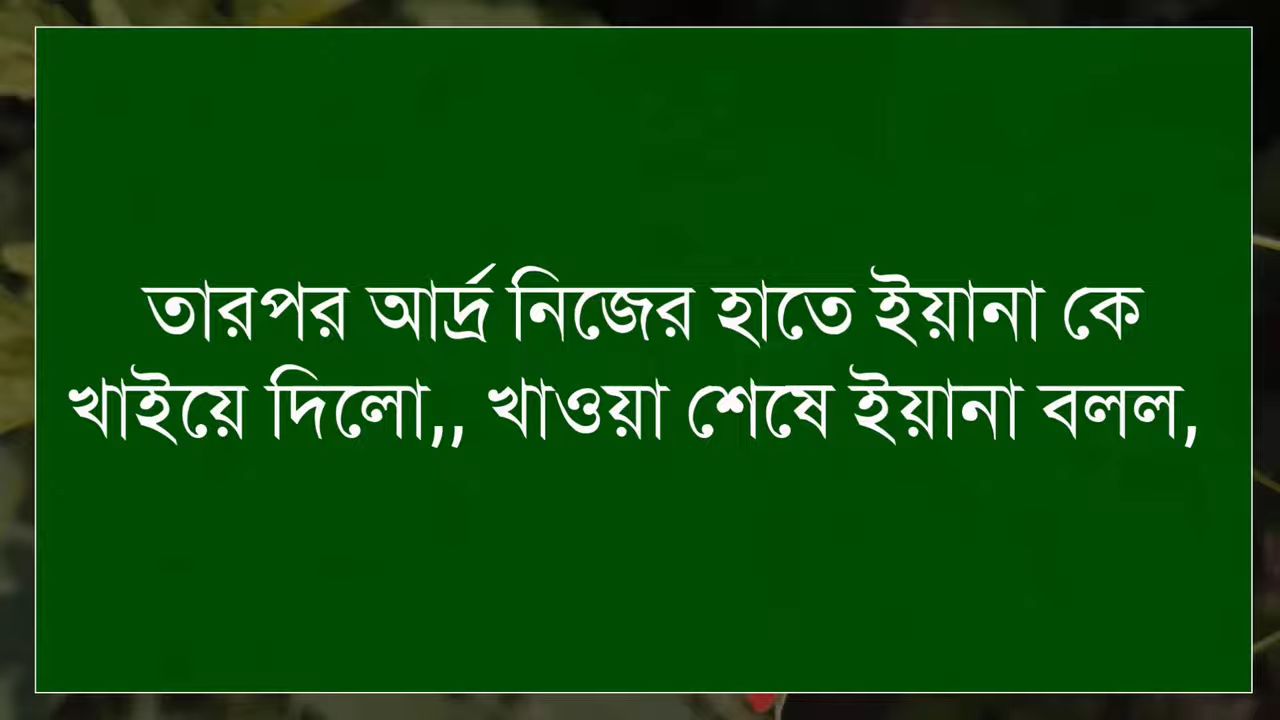 তারপর আর্দ্র নিজের হাতে ইয়ানা কে
খাইয়ে দিলো,, খাওয়া শেষে ইয়ানা বলল,